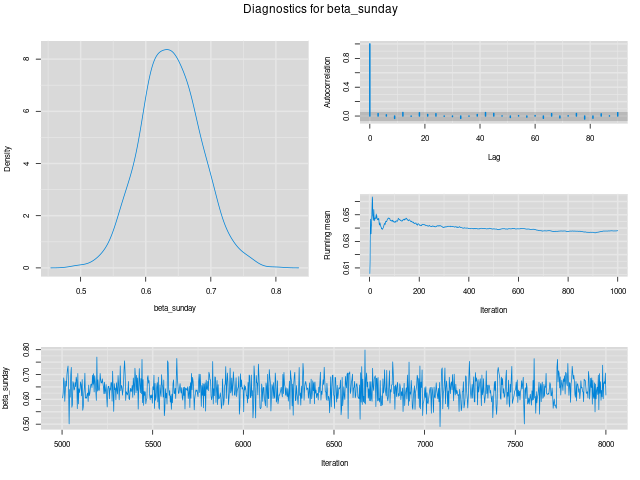 Diagnostics for beta_sunday
Density
0 2 4 6 8
0.5 0.6 0.7 0.8
beta_sunday
Autocorrelation
0.0 0.4 0.8
0 20 40 60 80
Lag
Running mean
0.61 0.63 0.65
0 200 400 600 800 1000
Iteration
beta_sunday
0.50 0.60 0.70 0.80
5000 5500 6000 6500 7000 7500 8000
Iteration